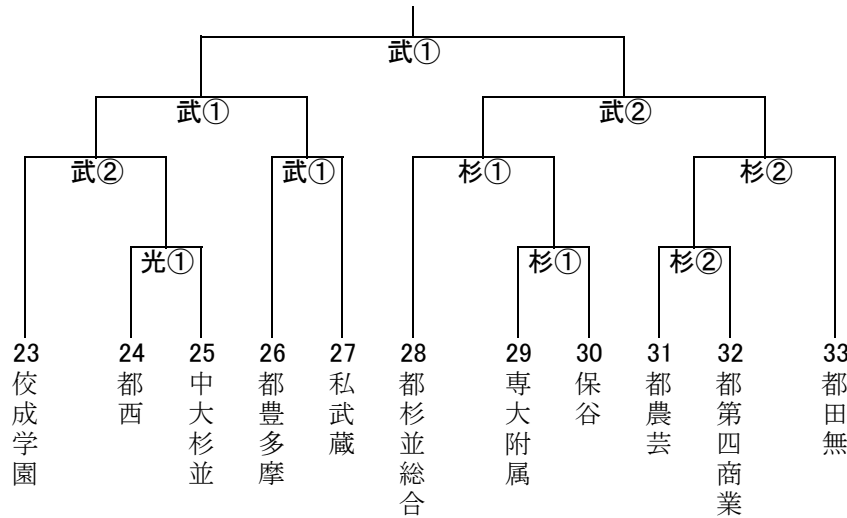 武①
武① 武②
武② 武① 杉① 杉②
光① 杉① 杉②
23 24 25 26 27 28 29 30 31 32 33
佼成学園
都西
中大杉並
都豊多摩
私武蔵
都杉並総合
専大附属
保谷
都農芸
都第四商業
都田無